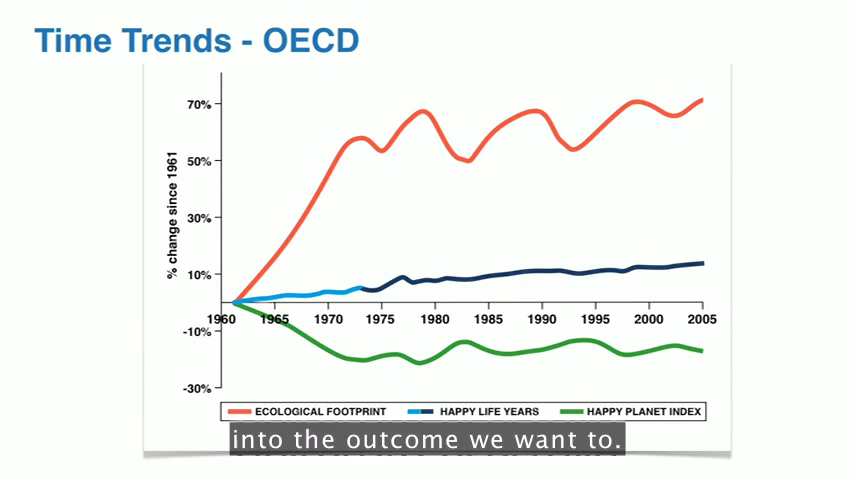 Time Trends - OECD
% change since 1961
70%
50%
30%
10%
-10%
-30%
1960 1965 1970 1975 1980 1985 1990 1995 2000 2005
ECOLOGICAL FOOTPRINT HAPPY LIFE YEARS HAPPY PLANET INDEX
into the outcome we want to.